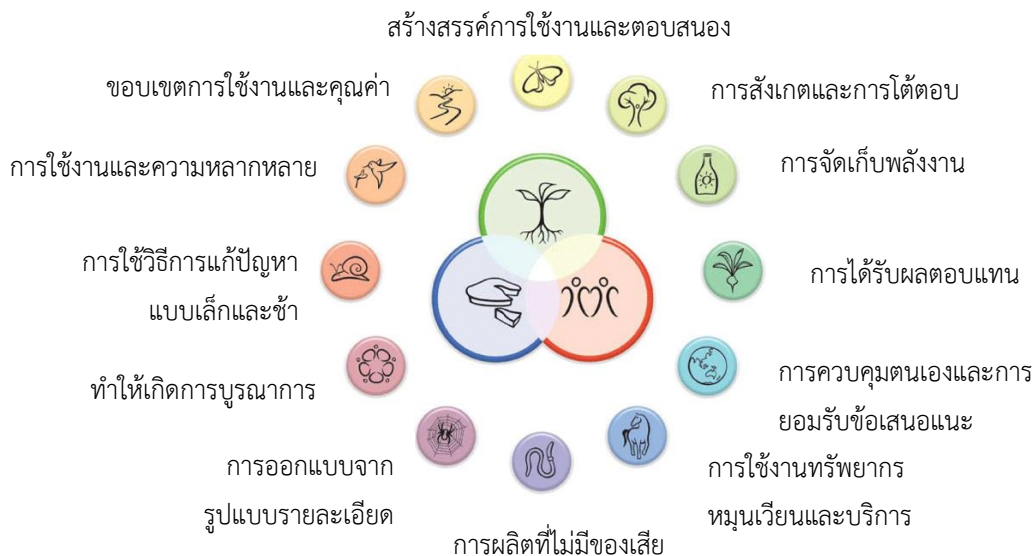 สร้างสรรค์การใช้งานและตอบสนอง
ขอบเขตการใช้งานและคุณค่า
การสังเกตและการโต้ตอบ
การใช้งานและความหลากหลาย
การจัดเก็บพลังงาน
การใช้วิธีการแก้ปัญหา
แบบเล็กและช้า
การได้รับผลตอบแทน
ทำให้เกิดการบูรณาการ
การควบคุมตนเองและการ
ยอมรับข้อเสนอแนะ
การออกแบบจาก
รูปแบบรายละเอียด
การใช้งานทรัพยากร
หมุนเวียนและบริการ
การผลิตที่ไม่มีของเสีย